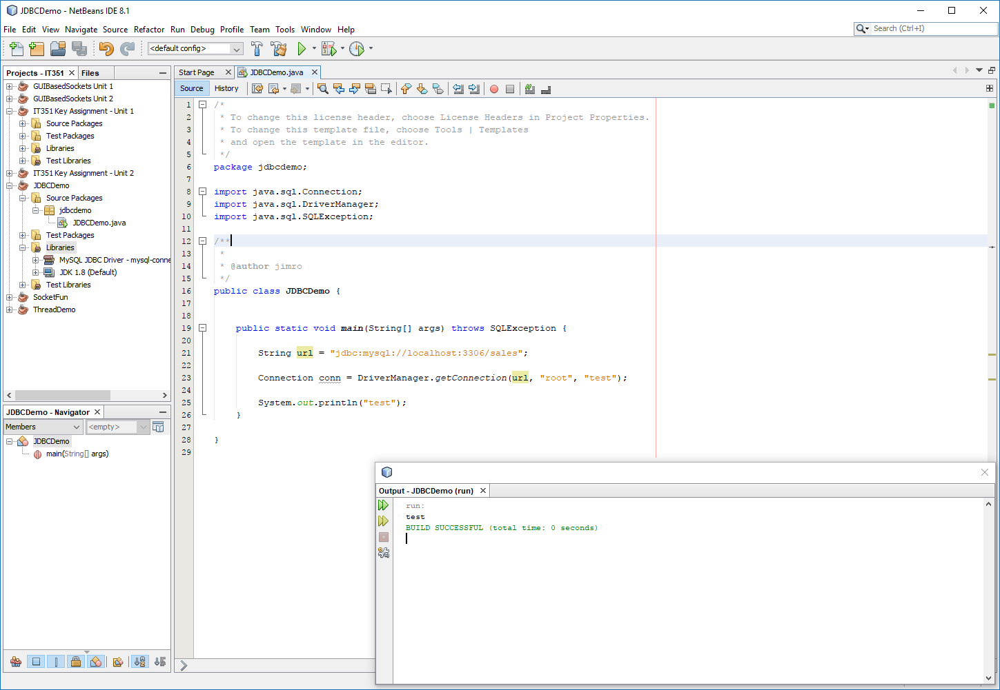 JDBCDemo - NetBeans IDE 8.1
File Edit View Navigate Source Refactor Run Debug Profile Team Tools Window Help
Search (Ctrl+I)
<default config>
Projects - IT351 Files
GUIBasedSockets Unit 1
GUIBasedSockets Unit 2
IT351 Key Assignment - Unit 1
Source Packages
Test Packages
Libraries
Test Libraries
IT351 Key Assignment - Unit 2
JDBCDemo
Source Packages
jdbcdemo
JDBCDemo.java
Test Packages
Libraries
MySQL JDBC Driver - mysql-conne
JDK 1.8 (Default)
Test Libraries
SocketFun
ThreadDemo
JDBCDemo - Navigator
Members <empty>
JDBCDemo
main(String[] args)
Start Page JDBCDemo.java
Source History
1 /*
2 * To change this license header, choose License Headers in Project Properties.
3 * To change this template file, choose Tools | Templates
4 * and open the template in the editor.
5 */
6 package jdbcdemo;
7
8 import java.sql.Connection;
9 import java.sql.DriverManager;
10 import java.sql.SQLException;
11
12 /**
13 *
14 * @author jimro
15 */
16 public class JDBCDemo {
17
18
19 public static void main(String[] args) throws SQLException {
20
21 String url = "jdbc:mysql://localhost:3306/sales";
22
23 Connection conn = DriverManager.getConnection(url, "root", "test");
24
25 System.out.println("test");
26 }
27
28 }
29
Output - JDBCDemo (run)
run:
test
BUILD SUCCESSFUL (total time: 0 seconds)